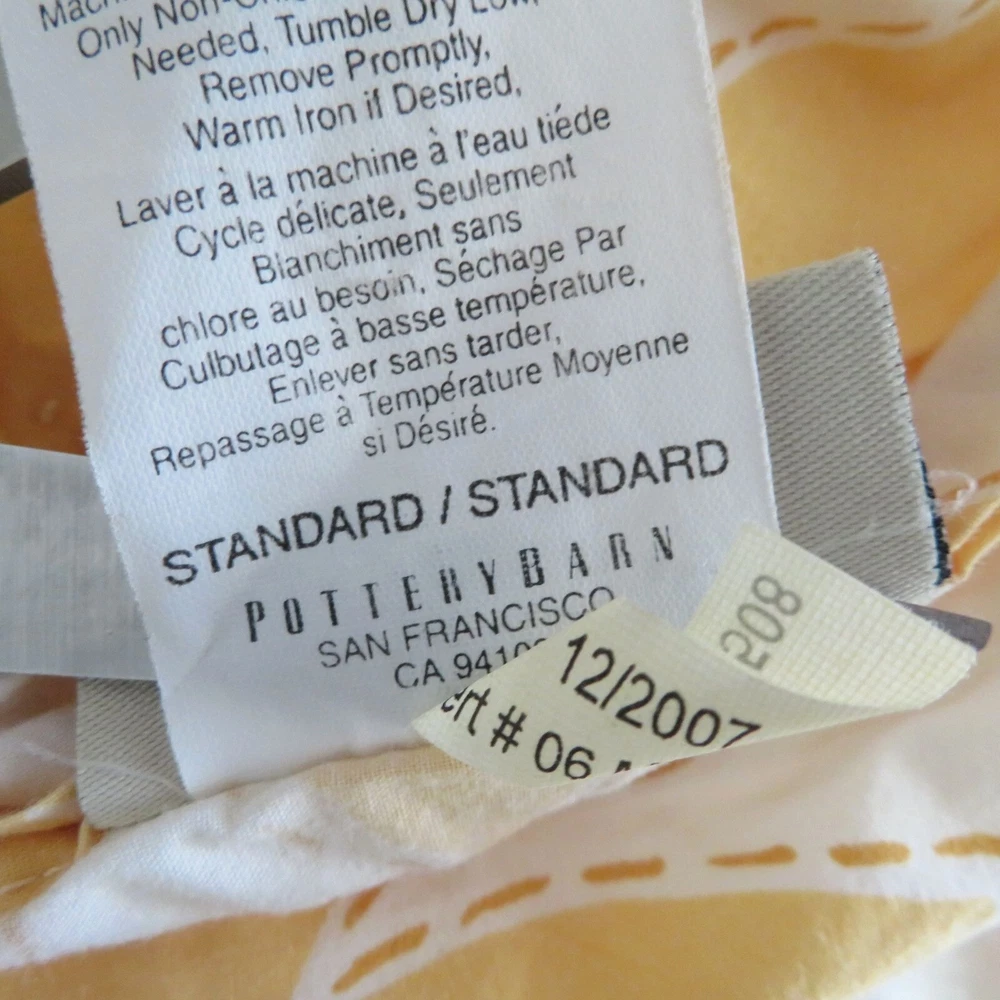 Only
Needed, Tumble Dry
Remove Promptly,
Warm Iron if Desired,
Laver à la machine à l'eau tiéde
Cycle délicate, Seulement
Blanchiment sans
chlore au besoin, Séchage Par
Culbutage à basse température,
Enlever sans tarder,
Repassage à Température Moyenne
si Désiré.
STANDARD / STANDARD
POTTERYBARN
SAN FRANCISCO
CA
208
12/2007
# 06